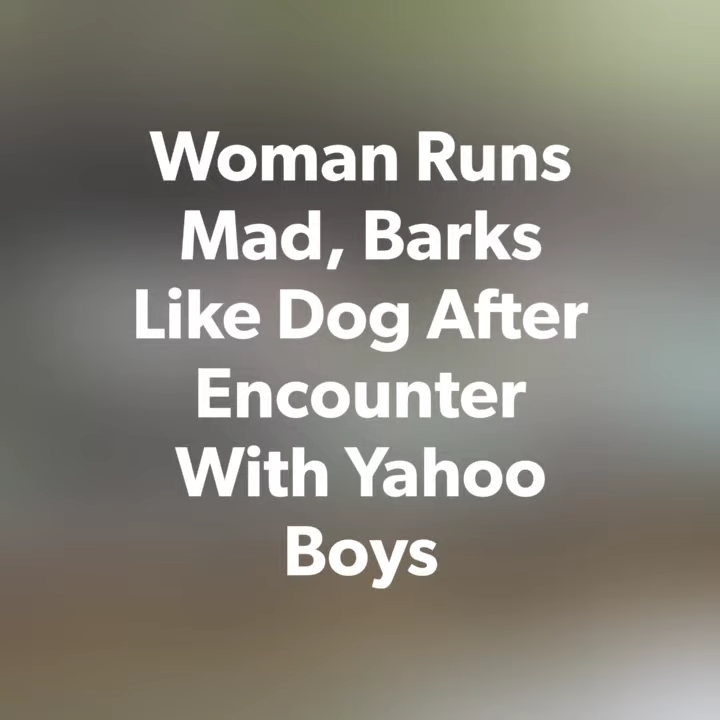 Woman Runs
Mad, Barks
Like Dog After
Encounter
With Yahoo
Boys